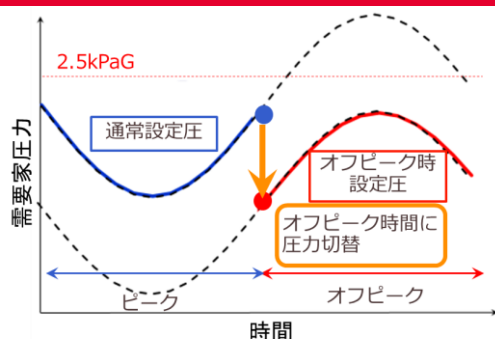 2.5kPaG
通常設定圧
オフピーク時
設定圧
オフピーク時間に
圧力切替
ピーク
オフピーク
需要家圧力
時間